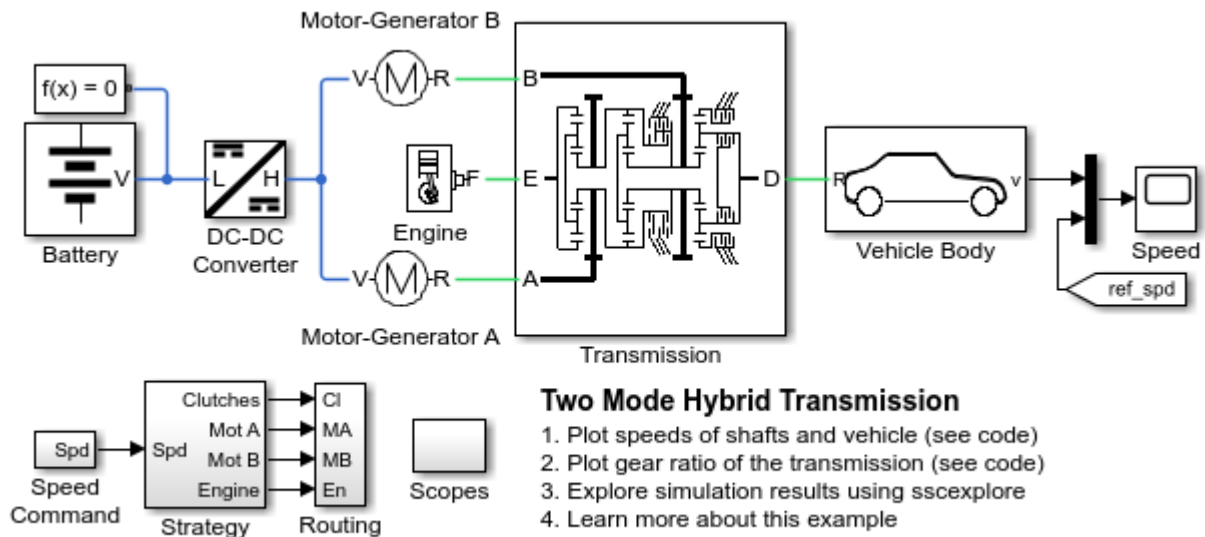 Motor-Generator B
f(x) = 0
V
R
B
V
L
H
DC-DC
Converter
Battery
F
E
Engine
D
R
v
Vehicle Body
Speed
ref_spd
V
R
A
Motor-Generator A
Transmission
Spd
Speed
Command
Spd
Clutches
Mot A
Mot B
Engine
Strategy
Cl
MA
MB
En
Routing
Scopes
Two Mode Hybrid Transmission
1. Plot speeds of shafts and vehicle (see code)
2. Plot gear ratio of the transmission (see code)
3. Explore simulation results using sscexplore
4. Learn more about this example